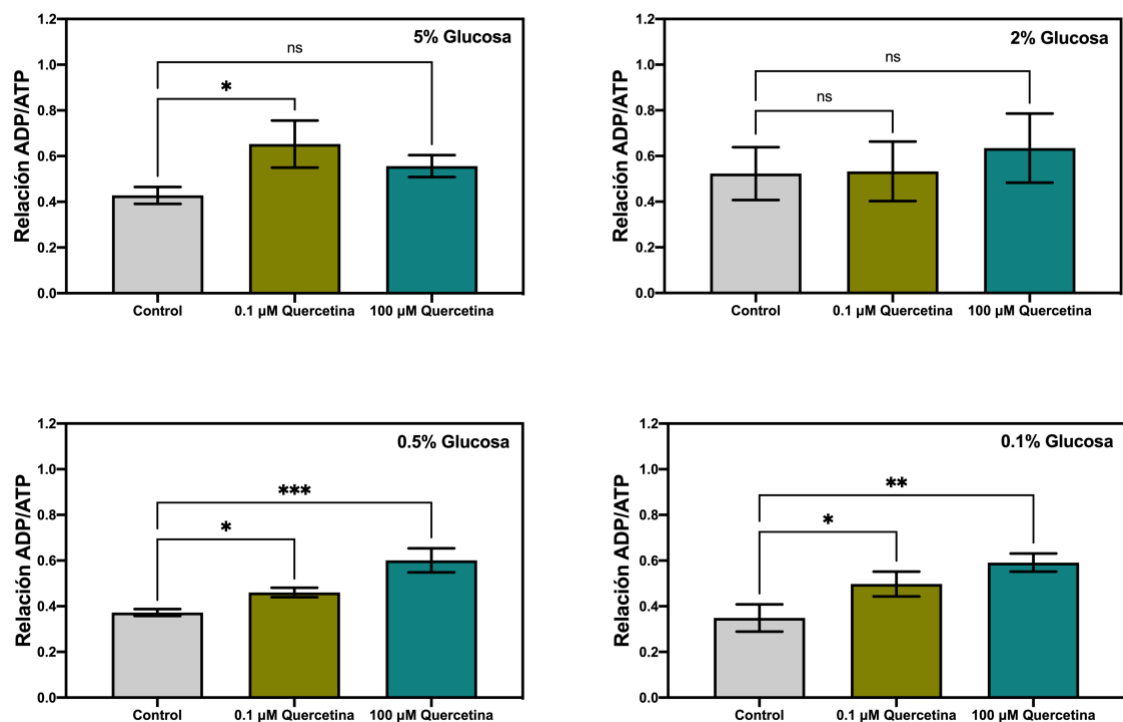 Relación ADP/ATP
1.2
1.0
0.8
0.6
0.4
0.2
0.0
5% Glucosa
ns
*
Control
0.1 µM Quercetina
100 µM Quercetina
Relación ADP/ATP
1.2
1.0
0.8
0.6
0.4
0.2
0.0
2% Glucosa
ns
ns
Control
0.1 µM Quercetina
100 µM Quercetina
Relación ADP/ATP
1.2
1.0
0.8
0.6
0.4
0.2
0.0
0.5% Glucosa
***
*
Control
0.1 µM Quercetina
100 µM Quercetina
Relación ADP/ATP
1.2
1.0
0.8
0.6
0.4
0.2
0.0
0.1% Glucosa
**
*
Control
0.1 µM Quercetina
100 µM Quercetina